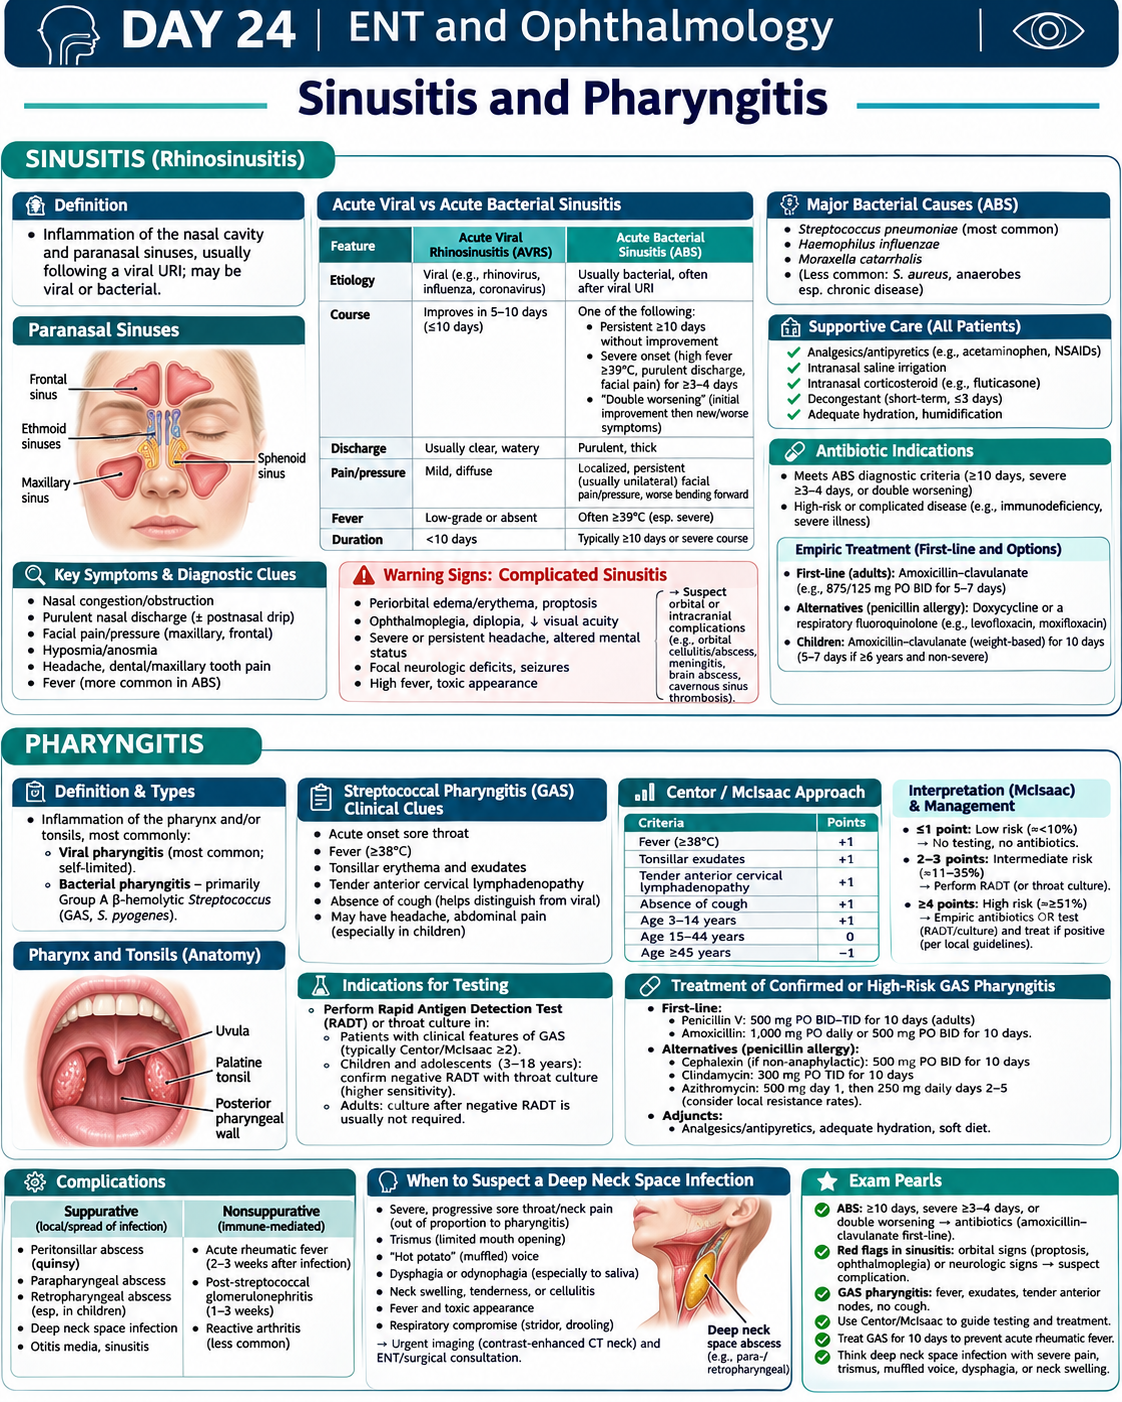 DAY 24 | ENT and Ophthalmology
Sinusitis and Pharyngitis
SINUSITIS (Rhinosinusitis)
Definition
• Inflammation of the nasal cavity
and paranasal sinuses, usually
following a viral URI; may be
viral or bacterial.
Paranasal Sinuses
Frontal
sinus
Ethmoid
sinuses
Maxillary
sinus
Sphenoid
sinus
Acute Viral vs Acute Bacterial Sinusitis
Feature
Acute Viral
Rhinosinusitis (AVRS)
Acute Bacterial
Sinusitis (ABS)
Etiology
Viral (e.g., rhinovirus,
influenza, coronavirus)
Usually bacterial, often
after viral URI
Course
Improves in 5–10 days
(≤10 days)
One of the following:
• Persistent ≥10 days
without improvement
• Severe onset (high fever
≥39°C, purulent discharge,
facial pain) for ≥3–4 days
• "Double worsening" (initial
improvement then new/worse
symptoms)
Discharge
Usually clear, watery
Purulent, thick
Pain/pressure
Mild, diffuse
Localized, persistent
(usually unilateral) facial
pain/pressure, worse bending forward
Fever
Low-grade or absent
Often ≥39°C (esp. severe)
Duration
<10 days
Typically ≥10 days or severe course
Major Bacterial Causes (ABS)
• Streptococcus pneumoniae (most common)
• Haemophilus influenzae
• Moraxella catarrholis
• (Less common: S. aureus, anaerobes
esp. chronic disease)
Supportive Care (All Patients)
✓ Analgesics/antipyretics (e.g., acetaminophen, NSAIDs)
✓ Intranasal saline irrigation
✓ Intranasal corticosteroid (e.g., fluticasone)
✓ Decongestant (short-term, ≤3 days)
✓ Adequate hydration, humidification
Antibiotic Indications
• Meets ABS diagnostic criteria (≥10 days, severe
≥3–4 days, or double worsening)
• High-risk or complicated disease (e.g., immunodeficiency,
severe illness)
Empiric Treatment (First-line and Options)
• First-line (adults): Amoxicillin–clavulanate
(e.g., 875/125 mg PO BID for 5–7 days)
• Alternatives (penicillin allergy): Doxycycline or a
respiratory fluoroquinolone (e.g., levofloxacin, moxifloxacin)
• Children: Amoxicillin–clavulanate (weight-based) for 10 days
(5–7 days if ≥6 years and non-severe)
Key Symptoms & Diagnostic Clues
• Nasal congestion/obstruction
• Purulent nasal discharge (± postnasal drip)
• Facial pain/pressure (maxillary, frontal)
• Hyposmia/anosmia
• Headache, dental/maxillary tooth pain
• Fever (more common in ABS)
Warning Signs: Complicated Sinusitis
• Periorbital edema/erythema, proptosis
• Ophthalmoplegia, diplopia, ↓ visual acuity
• Severe or persistent headache, altered mental
status
• Focal neurologic deficits, seizures
• High fever, toxic appearance
→ Suspect
orbital or
intracranial
complications
(e.g., orbital
cellulitis/abscess,
meningitis,
brain abscess,
cavernous sinus
thrombosis).
PHARYNGITIS
Definition & Types
• Inflammation of the pharynx and/or
tonsils, most commonly:
∘ Viral pharyngitis (most common;
self-limited).
∘ Bacterial pharyngitis – primarily
Group A β-hemolytic Streptococcus
(GAS, S. pyogenes).
Pharynx and Tonsils (Anatomy)
Uvula
Palatine
tonsil
Posterior
pharyngeal
wall
Streptococcal Pharyngitis (GAS)
Clinical Clues
• Acute onset sore throat
• Fever (≥38°C)
• Tonsillar erythema and exudates
• Tender anterior cervical lymphadenopathy
• Absence of cough (helps distinguish from viral)
• May have headache, abdominal pain
(especially in children)
Indications for Testing
∘ Perform Rapid Antigen Detection Test
(RADT) or throat culture in:
∘ Patients with clinical features of GAS
(typically Centor/McIsaac ≥2).
∘ Children and adolescents (3–18 years):
confirm negative RADT with throat culture
(higher sensitivity).
∘ Adults: culture after negative RADT is
usually not required.
Centor / McIsaac Approach
Criteria Points
Fever (≥38°C) +1
Tonsillar exudates +1
Tender anterior cervical
lymphadenopathy +1
Absence of cough +1
Age 3–14 years +1
Age 15–44 years 0
Age ≥45 years −1
Interpretation (McIsaac)
& Management
• ≤1 point: Low risk (≈<10%)
→ No testing, no antibiotics.
• 2–3 points: Intermediate risk
(≈11–35%)
→ Perform RADT (or throat culture).
• ≥4 points: High risk (≈≥51%)
→ Empiric antibiotics OR test
(RADT/culture) and treat if positive
(per local guidelines).
Treatment of Confirmed or High-Risk GAS Pharyngitis
• First-line:
• Penicillin V: 500 mg PO BID–TID for 10 days (adults)
• Amoxicillin: 1,000 mg PO daily or 500 mg PO BID for 10 days.
• Alternatives (penicillin allergy):
• Cephalexin (if non-anaphylactic): 500 mg PO BID for 10 days
• Clindamycin: 300 mg PO TID for 10 days
• Azithromycin: 500 mg day 1, then 250 mg daily days 2–5
(consider local resistance rates).
• Adjuncts:
• Analgesics/antipyretics, adequate hydration, soft diet.
Complications
Suppurative
(local/spread of infection)
• Peritonsillar abscess
(quinsy)
• Parapharyngeal abscess
• Retropharyngeal abscess
(esp, in children)
• Deep neck space infection
• Otitis media, sinusitis
Nonsuppurative
(immune-mediated)
• Acute rheumatic fever
(2–3 weeks after infection)
• Post-streptococcal
glomerulonephritis
(1–3 weeks)
• Reactive arthritis
(less common)
When to Suspect a Deep Neck Space Infection
• Severe, progressive sore throat/neck pain
(out of proportion to pharyngitis)
• Trismus (limited mouth opening)
• "Hot potato" (muffled) voice
• Dysphagia or odynophagia (especially to saliva)
• Neck swelling, tenderness, or cellulitis
• Fever and toxic appearance
• Respiratory compromise (stridor, drooling)
→ Urgent imaging (contrast-enhanced CT neck) and
ENT/surgical consultation.
Deep neck
space abscess
(e.g., para-/
retropharyngeal)
Exam Pearls
✓ ABS: ≥10 days, severe ≥3–4 days, or
double worsening → antibiotics (amoxicillin–
clavulanate first-line).
✓ Red flags in sinusitis: orbital signs (proptosis,
ophthalmoplegia) or neurologic signs → suspect
complication.
✓ GAS pharyngitis: fever, exudates, tender anterior
nodes, no cough.
✓ Use Centor/McIsaac to guide testing and treatment.
✓ Treat GAS for 10 days to prevent acute rheumatic fever.
✓ Think deep neck space infection with severe pain,
trismus, muffled voice, dysphagia, or neck swelling.